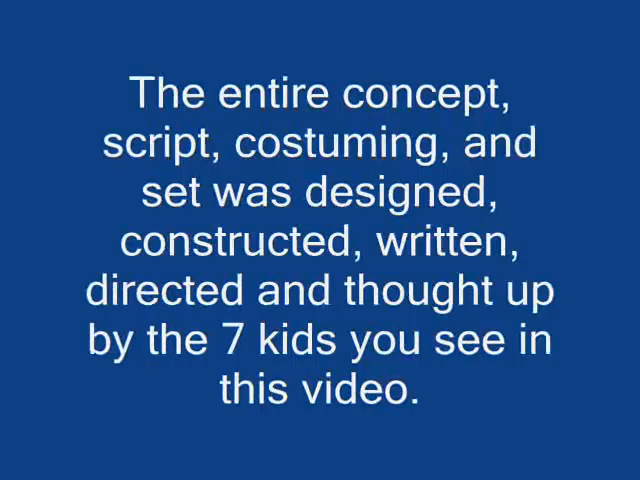 The entire concept,
script, costuming, and
set was designed,
constructed, written,
directed and thought up
by the 7 kids you see in
this video.